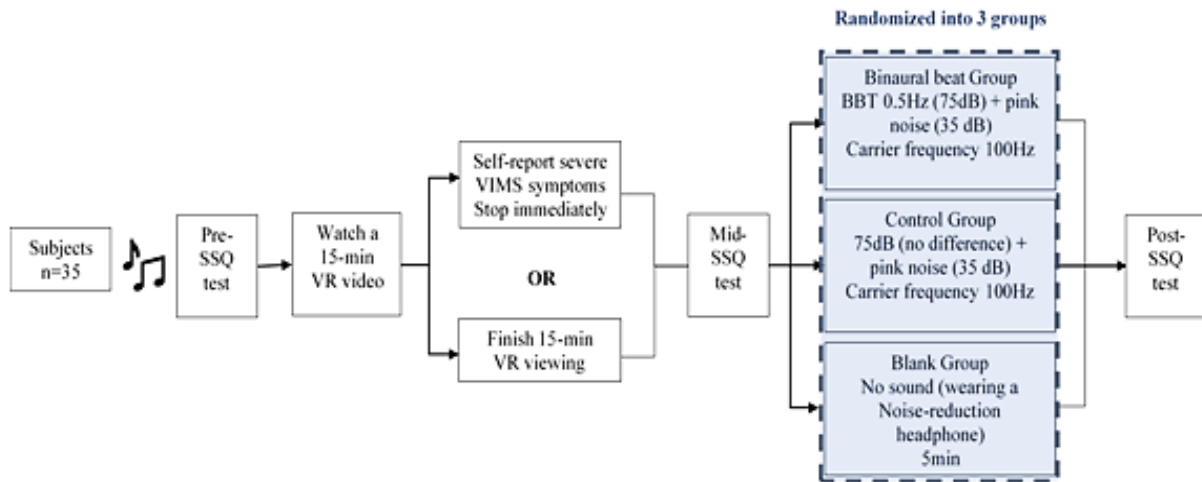 Randomized into 3 groups
Subjects
n=35
Pre-
SSQ
test
Watch a
15-min
VR video
Self-report severe
VIMS symptoms
Stop immediately
OR
Finish 15-min
VR viewing
Mid-
SSQ
test
Binaural beat Group
BBT 0.5Hz (75dB) + pink
noise (35 dB)
Carrier frequency 100Hz
Control Group
75dB (no difference) +
pink noise (35 dB)
Carrier frequency 100Hz
Blank Group
No sound (wearing a
Noise-reduction
headphone)
5min
Post-
SSQ
test